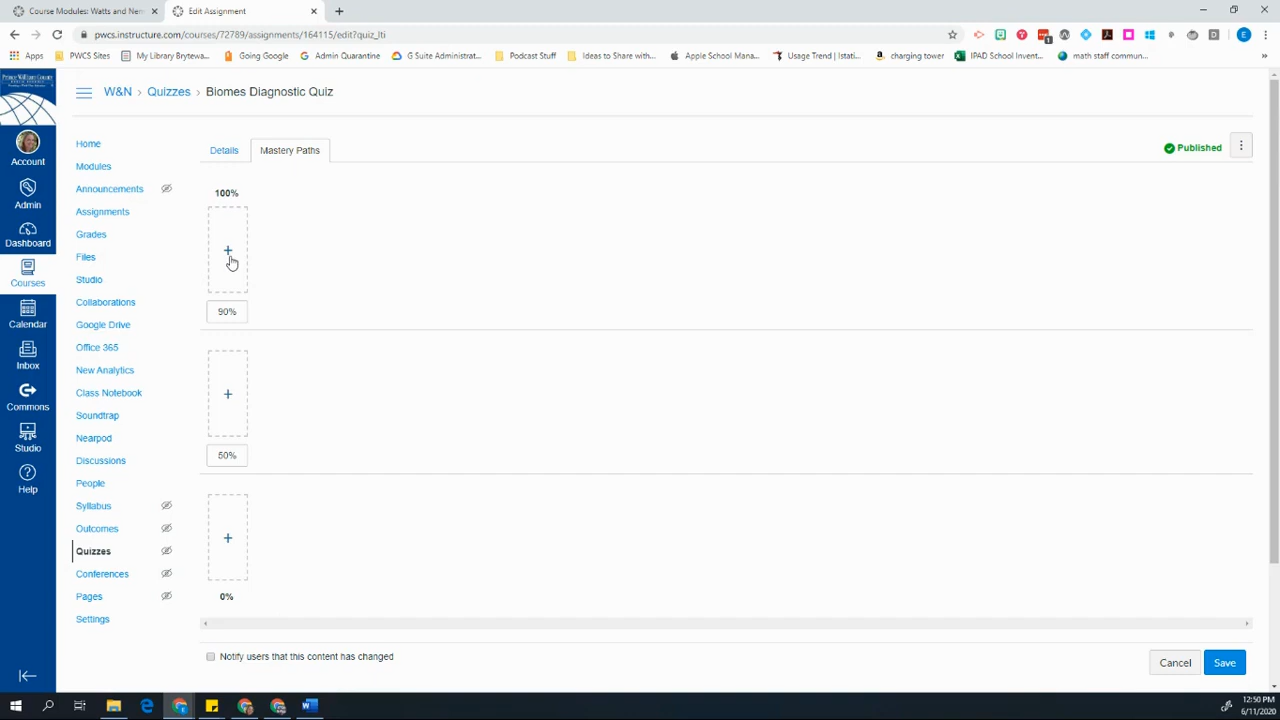 Course Modules: Watts and Nem
Edit Assignment
pwcs.instructure.com/courses/72789/assignments/164115/edit?quiz_lti
Apps
PWCS Sites
My Library Brytewa...
Going Google
Admin Quarantine
G Suite Administrat...
Podcast Stuff
Ideas to Share with...
Apple School Mana...
Usage Trend | Istati...
charging tower
IPAD School Invent...
math staff commun...
W&N › Quizzes › Biomes Diagnostic Quiz
Account
Admin
Dashboard
Courses
Calendar
Inbox
Commons
Studio
Help
Home
Modules
Announcements
Assignments
Grades
Files
Studio
Collaborations
Google Drive
Office 365
New Analytics
Class Notebook
Soundtrap
Nearpod
Discussions
People
Syllabus
Outcomes
Quizzes
Conferences
Pages
Settings
Details
Mastery Paths
Published
100%
+
90%
+
50%
+
0%
Notify users that this content has changed
Cancel
Save
12:50 PM
6/11/2020